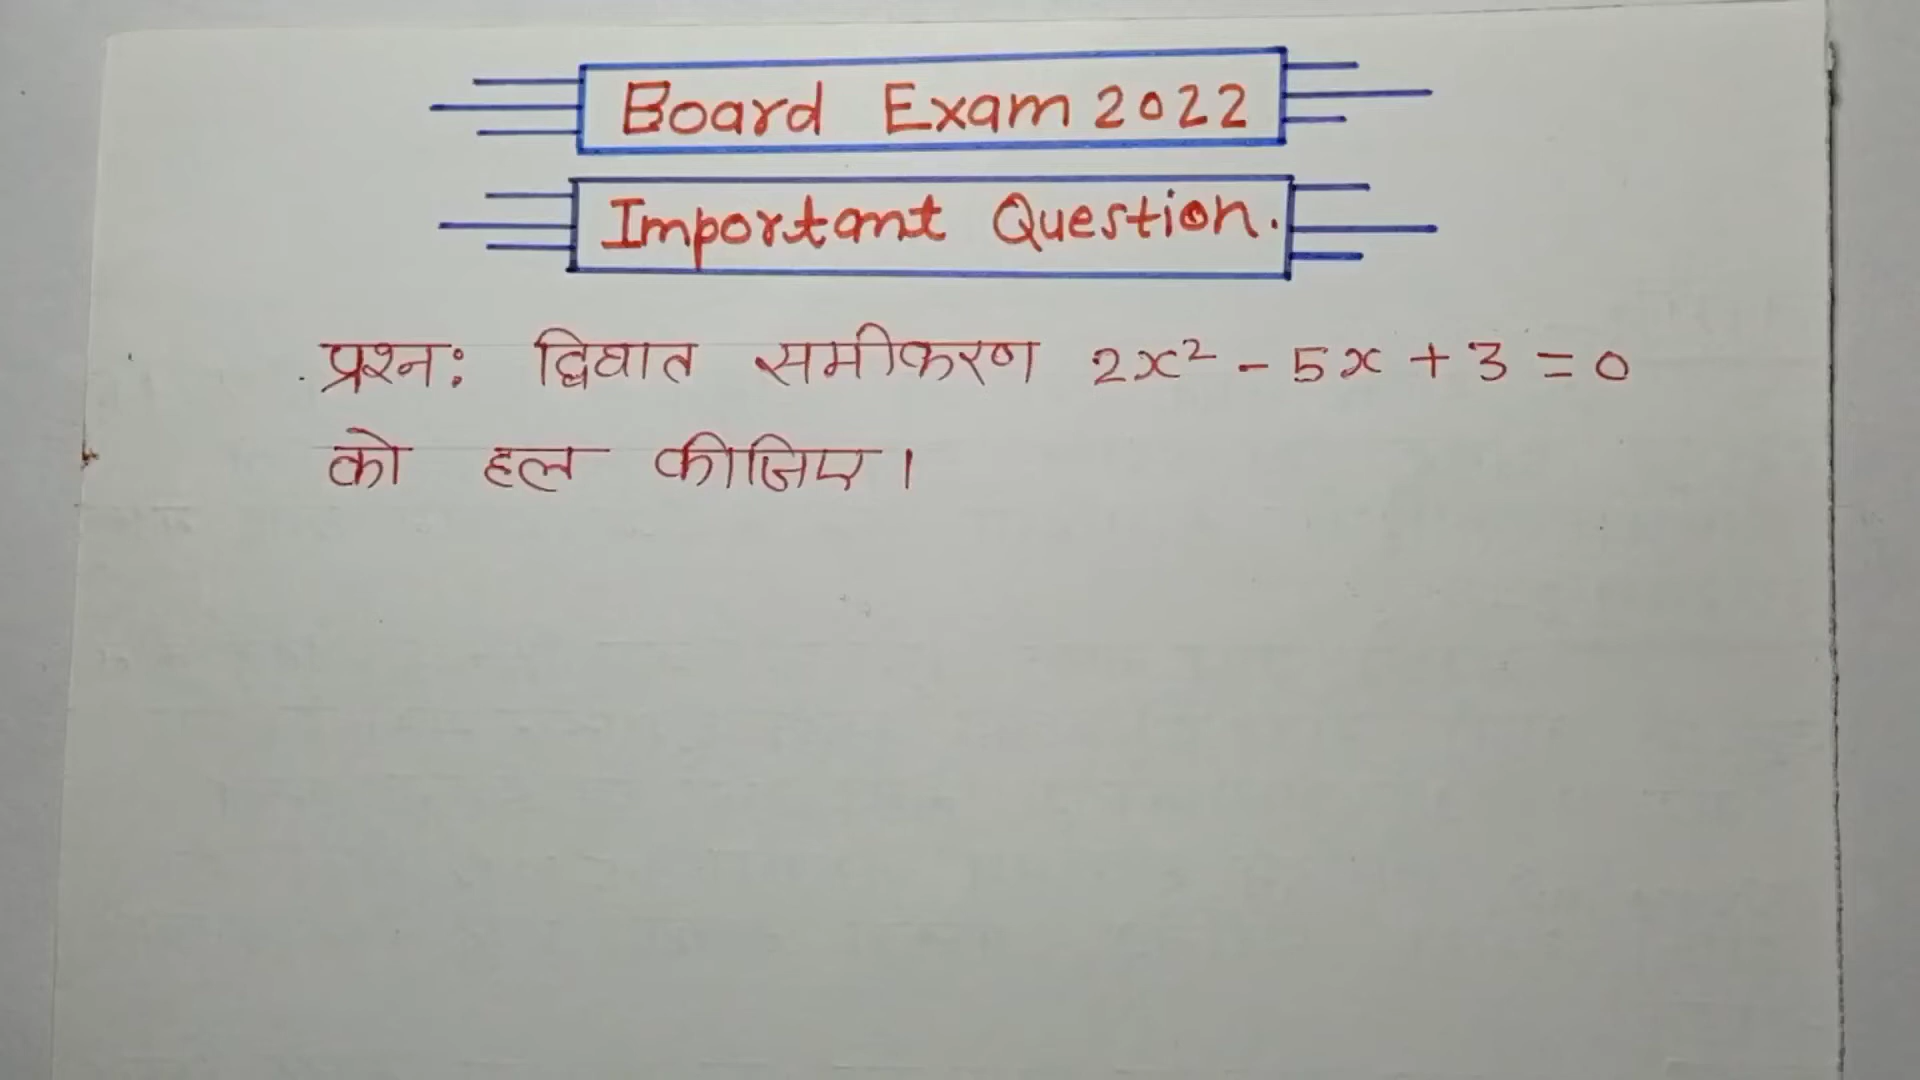 Board Exam 2022
Important Question.
प्रश्न: द्विघात समीकरण 2x² - 5x + 3 = 0
को हल कीजिए।